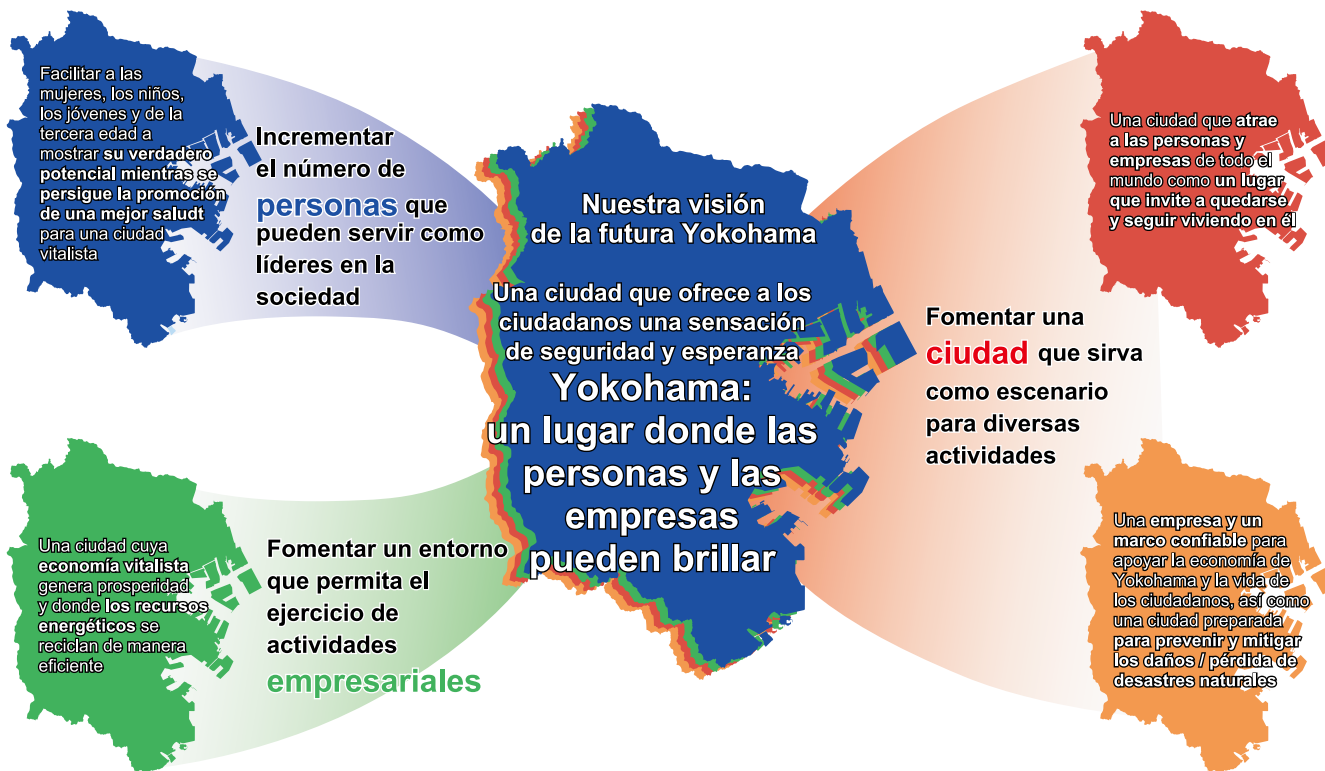 Facilitar a las
mujeres, los niños,
los jóvenes y de la
tercera edad a
mostrar su verdadero
potencial mientras se
persigue la promoción
de una mejor saludt
para una ciudad
vitalista
Incrementar
el número de
personas que
pueden servir como
líderes en la
sociedad
Nuestra visión
de la futura Yokohama
Una ciudad que ofrece a los
ciudadanos una sensación
de seguridad y esperanza
Yokohama:
un lugar donde las
personas y las
empresas
pueden brillar
Una ciudad que atrae
a las personas y
empresas de todo el
mundo como un lugar
que invite a quedarse
y seguir viviendo en él
Fomentar una
ciudad que sirva
como escenario
para diversas
actividades
Una ciudad cuya
economía vitalista
genera prosperidad
y donde los recursos
energéticos se
reciclan de manera
eficiente
Fomentar un entorno
que permita el
ejercicio de
actividades
empresariales
Una empresa y un
marco confiable para
apoyar la economía de
Yokohama y la vida de
los ciudadanos, así como
una ciudad preparada
para prevenir y mitigar
los daños / pérdida de
desastres naturales